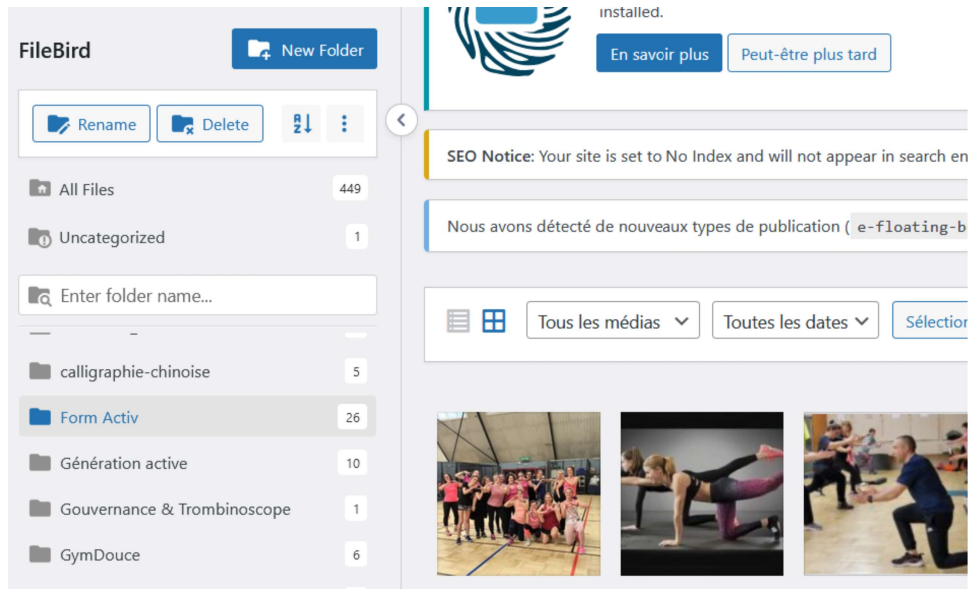 FileBird
New Folder
Rename
Delete
All Files
449
Uncategorized
1
Enter folder name...
calligraphie-chinoise
5
Form Activ
26
Génération active
10
Gouvernance & Trombinoscope
1
GymDouce
6
installed.
En savoir plus
Peut-être plus tard
SEO Notice: Your site is set to No Index and will not appear in search en
Nous avons détecté de nouveaux types de publication ( e-floating-b
Tous les médias
Toutes les dates
Sélection